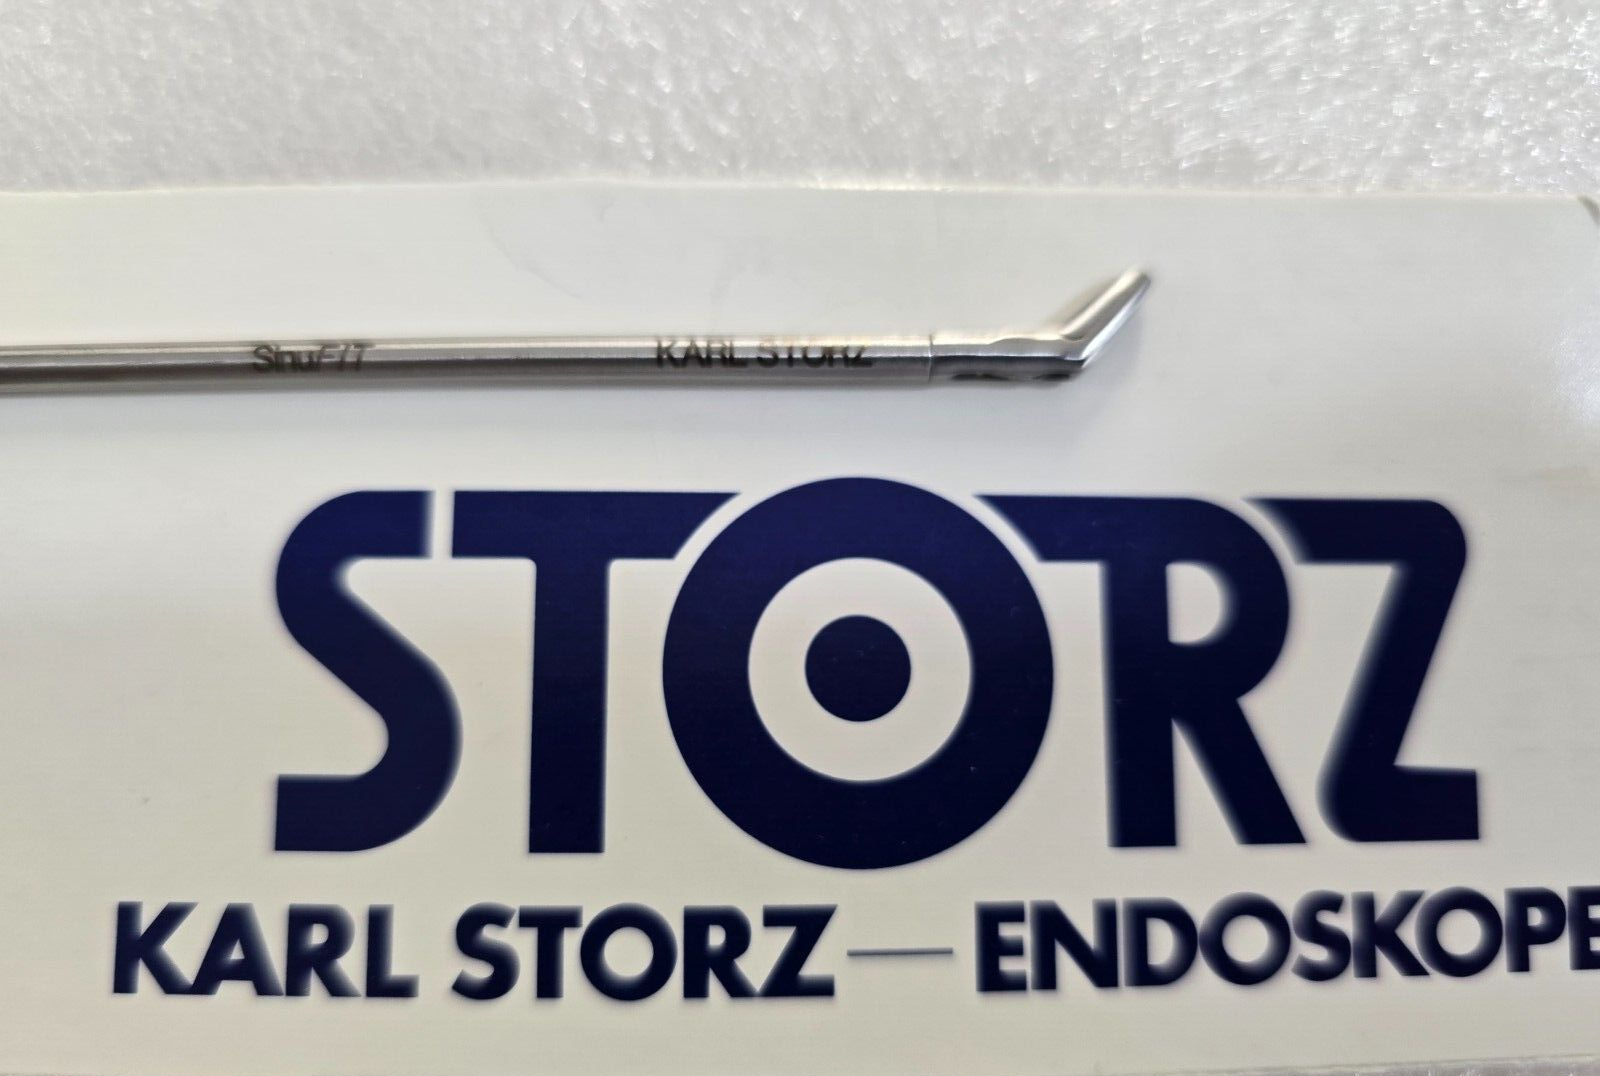 SinuFIT KARL STORZ
STORZ
KARL STORZ — ENDOSKOPE